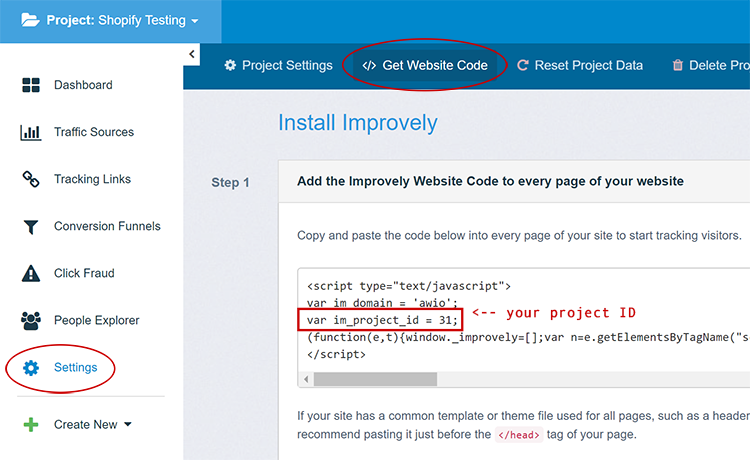 Project: Shopify Testing
Project Settings
</> Get Website Code
Reset Project Data
Delete Pro
Dashboard
Traffic Sources
Tracking Links
Conversion Funnels
Click Fraud
People Explorer
Settings
Create New
Install Improvely
Step 1
Add the Improvely Website Code to every page of your website
Copy and paste the code below into every page of your site to start tracking visitors.
<script type="text/javascript">
var im_domain = 'awio';
var im_project_id = 31; <-- your project ID
(function(e,t){window._improvely=[];var n=e.getElementsByTagName("s
</script>
If your site has a common template or theme file used for all pages, such as a header
recommend pasting it just before the </head> tag of your page.